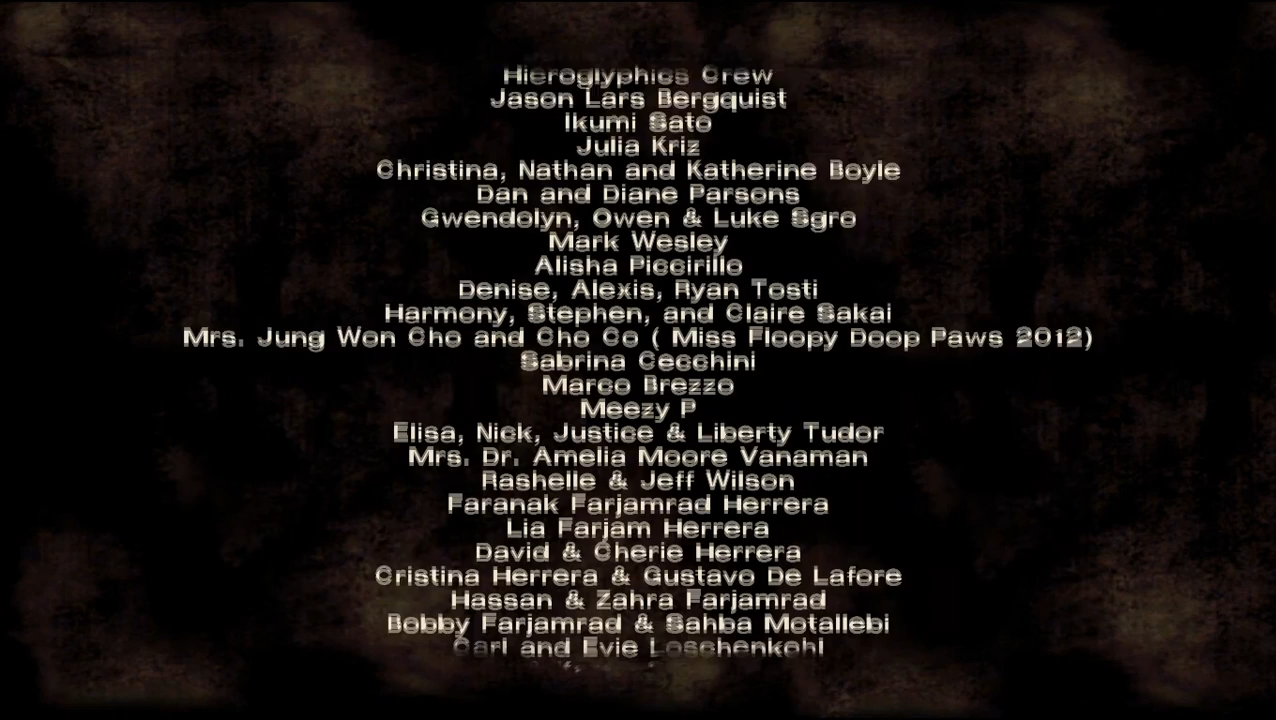 Hieroglyphics Crew
Jason Lars Bergquist
Ikumi Sato
Julia Kriz
Christina, Nathan and Katherine Boyle
Dan and Diane Parsons
Gwendolyn, Owen & Luke Sgro
Mark Wesley
Alisha Piccirillo
Denise, Alexis, Ryan Tosti
Harmony, Stephen, and Claire Sakai
Mrs. Jung Won Cho and Cho Co ( Miss Floopy Doop Paws 2012)
Sabrina Cecchini
Marco Brezzo
Meezy P
Elisa, Nick, Justice & Liberty Tudor
Mrs. Dr. Amelia Moore Vanaman
Rashelle & Jeff Wilson
Faranak Farjamrad Herrera
Lia Farjam Herrera
David & Cherie Herrera
Cristina Herrera & Gustavo De Lafore
Hassan & Zahra Farjamrad
Bobby Farjamrad & Sahba Motallebi
Carl and Evie Loschenkohl